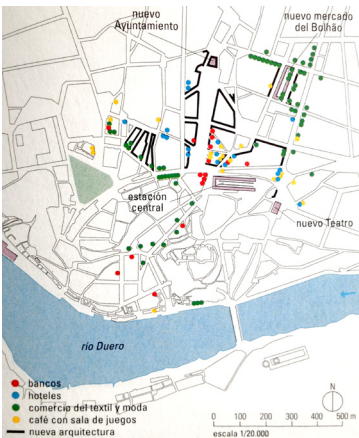 nuevo
Ayuntamiento
nuevo mercado
del Bolhão
estación
central
nuevo Teatro
río Duero
bancos
hoteles
comercio del textil y moda
café con sala de juegos
nueva arquitectura
N
0 100 200 300 400 500 m
escala 1/20.000